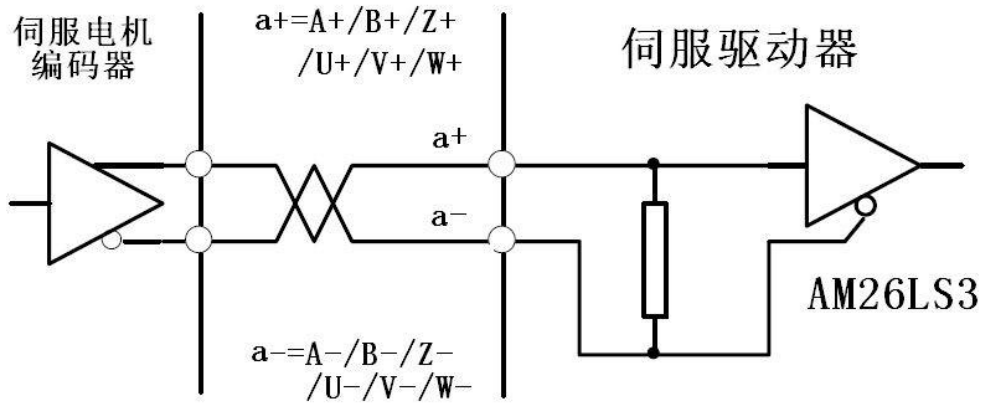 伺服电机
编码器
a+=A+/B+/Z+
/U+/V+/W+
伺服驱动器
a+
a-
AM26LS3
a-=A-/B-/Z-
/U-/V-/W-